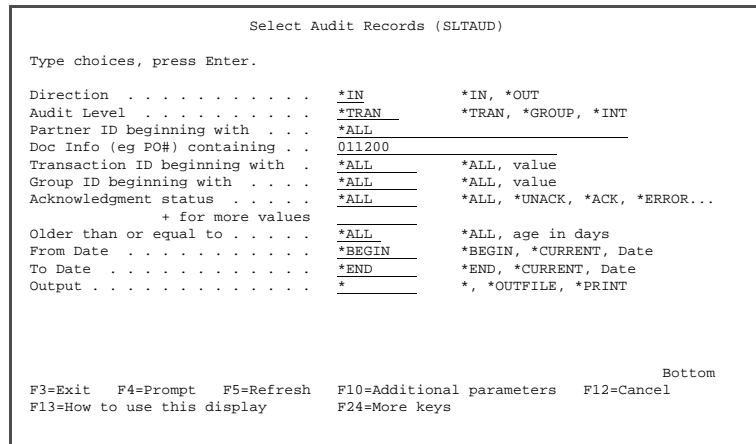 Select Audit Records (SLTAUD)
Type choices, press Enter.
Direction . . . . . . . . . . . *IN *IN, *OUT
Audit Level . . . . . . . . . . *TRAN *TRAN, *GROUP, *INT
Partner ID beginning with . . . *ALL
Doc Info (eg PO#) containing . . 011200
Transaction ID beginning with . *ALL *ALL, value
Group ID beginning with . . . . *ALL *ALL, value
Acknowledgment status . . . . . *ALL *ALL, *UNACK, *ACK, *ERROR...
+ for more values
Older than or equal to . . . . . *ALL *ALL, age in days
From Date . . . . . . . . . . . *BEGIN *BEGIN, *CURRENT, Date
To Date . . . . . . . . . . . . *END *END, *CURRENT, Date
Output . . . . . . . . . . . . . * *, *OUTFILE, *PRINT
Bottom
F3=Exit F4=Prompt F5=Refresh F10=Additional parameters F12=Cancel
F13=How to use this display F24=More keys